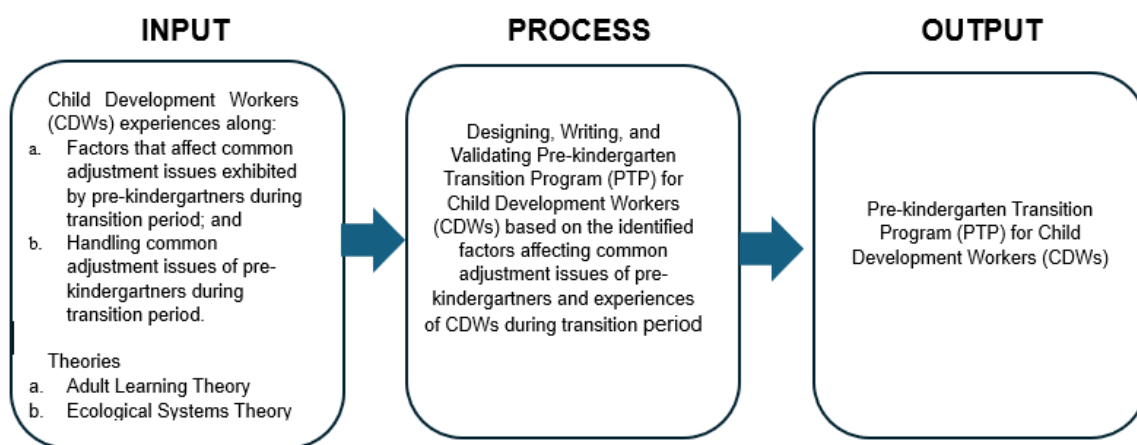 INPUT
Child Development Workers
(CDWs) experiences along:
a. Factors that affect common
adjustment issues exhibited
by pre-kindergartners during
transition period; and
b. Handling common
adjustment issues of pre-
kindergartners during
transition period.
Theories
a. Adult Learning Theory
b. Ecological Systems Theory
PROCESS
Designing, Writing, and
Validating Pre-kindergarten
Transition Program (PTP) for
Child Development Workers
(CDWs) based on the identified
factors affecting common
adjustment issues of pre-
kindergartners and experiences
of CDWs during transition period
OUTPUT
Pre-kindergarten Transition
Program (PTP) for Child
Development Workers (CDWs)